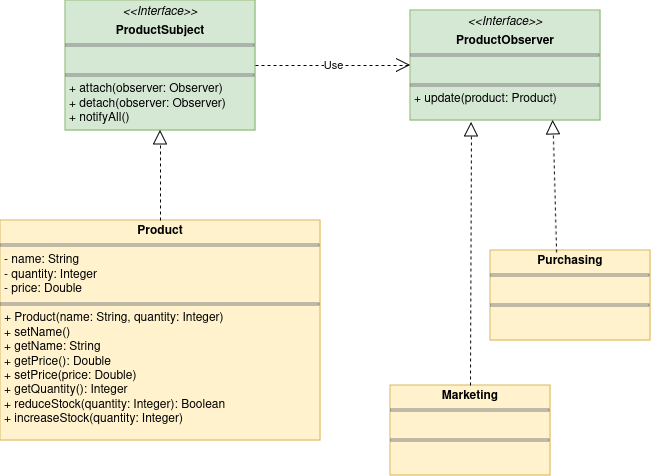 <<Interface>>
ProductSubject
+ attach(observer: Observer)
+ detach(observer: Observer)
+ notifyAll()
Use
<<Interface>>
ProductObserver
+ update(product: Product)
Product
- name: String
- quantity: Integer
- price: Double
+ Product(name: String, quantity: Integer)
+ setName()
+ getName: String
+ getPrice(): Double
+ setPrice(price: Double)
+ getQuantity(): Integer
+ reduceStock(quantity: Integer): Boolean
+ increaseStock(quantity: Integer)
Purchasing
Marketing